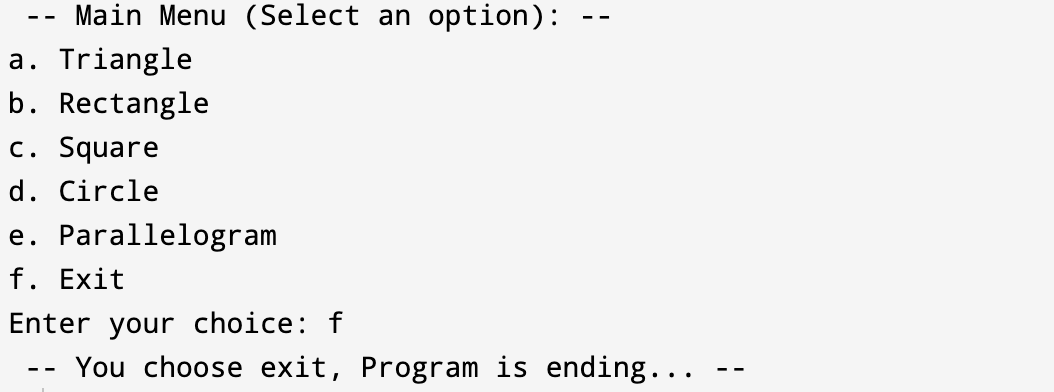 -- Main Menu (Select an option): --
a. Triangle
b. Rectangle
c. Square
d. Circle
e. Parallelogram
f. Exit
Enter your choice: f
-- You choose exit, Program is ending... --